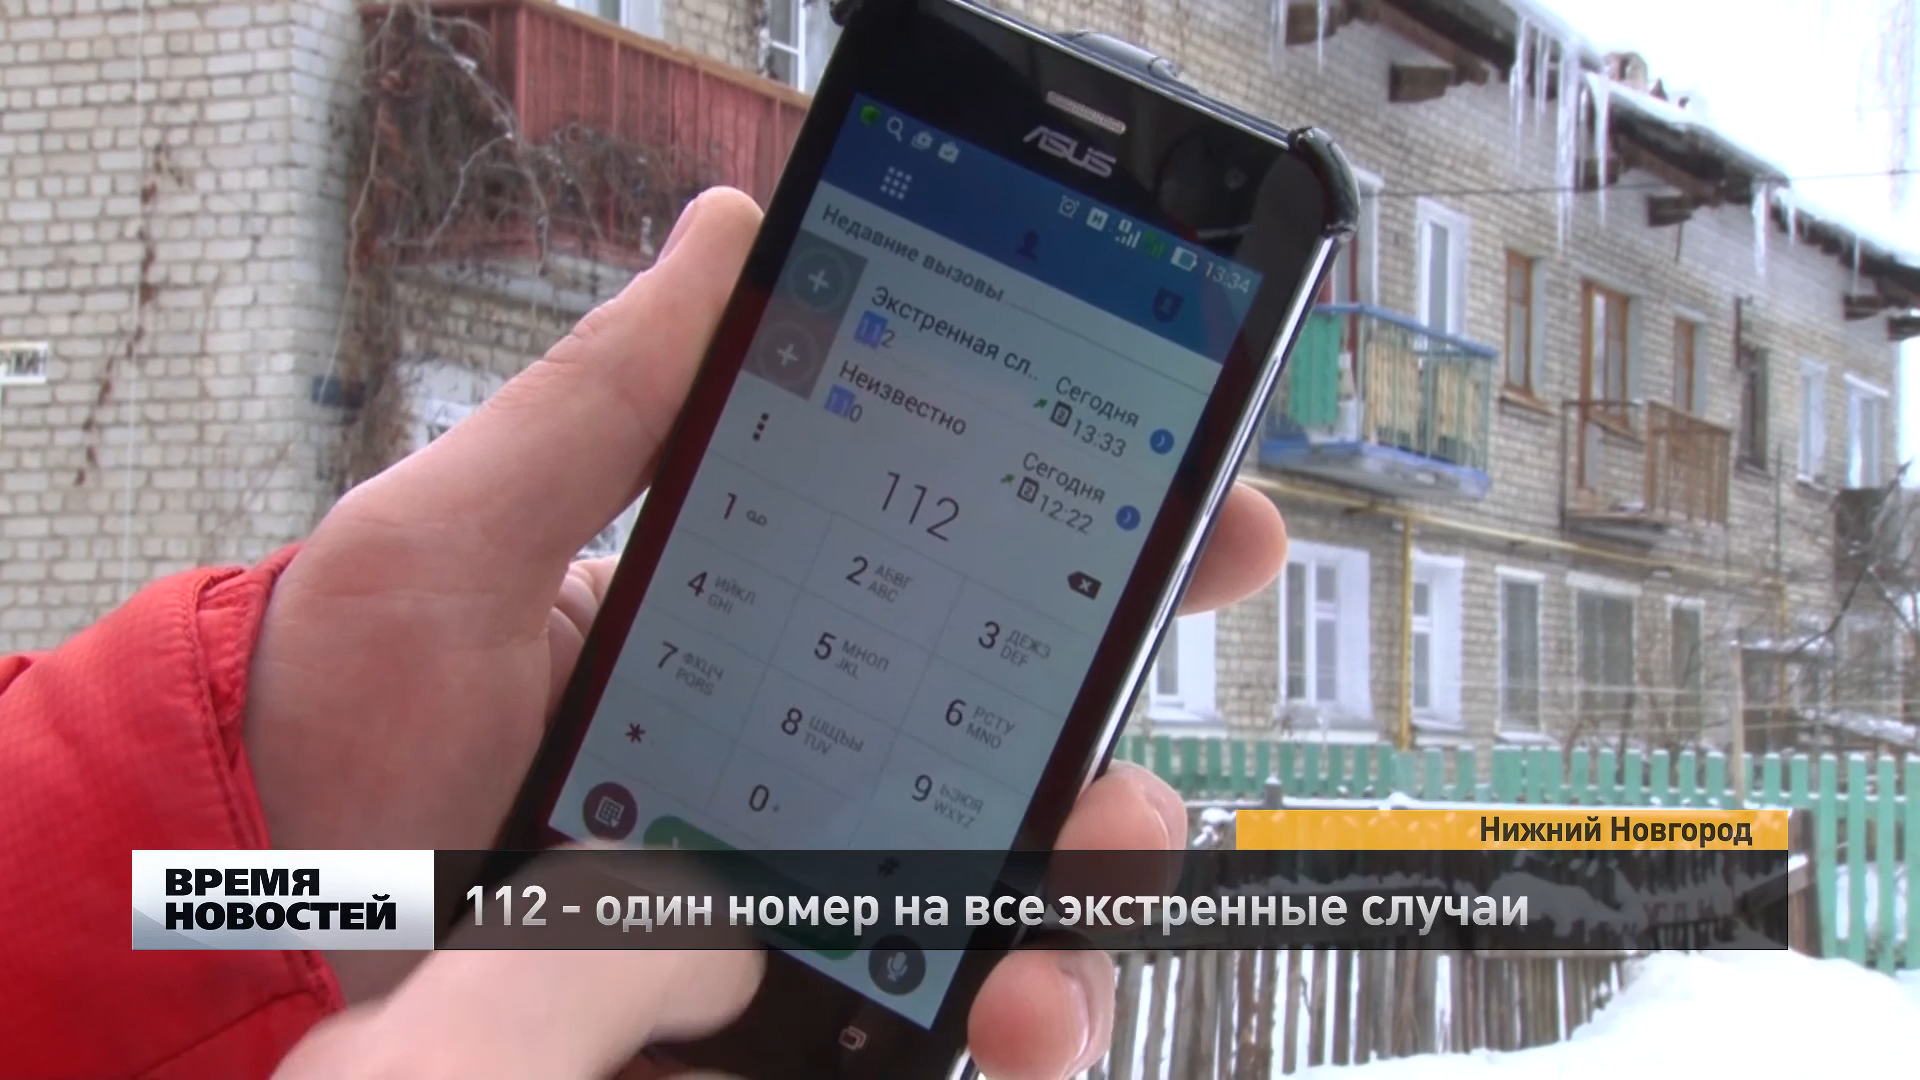 ASUS
13:34
Недавние вызовы
Экстренная сл..
112
Сегодня
13:33
Неизвестно
110
Сегодня
12:22
112
1
2 АБВГ
ABC
3 ДЕЖЗ
DEF
4 ИЙКЛ
GHI
5 МНОП
JKL
6 РСТУ
MNO
7 ФХЦЧ
PQRS
8 ШЩЪЫ
TUV
9 ЬЭЮЯ
WXYZ
*
0 +
#
Нижний Новгород
ВРЕМЯ
НОВОСТЕЙ
112 - один номер на все экстренные случаи